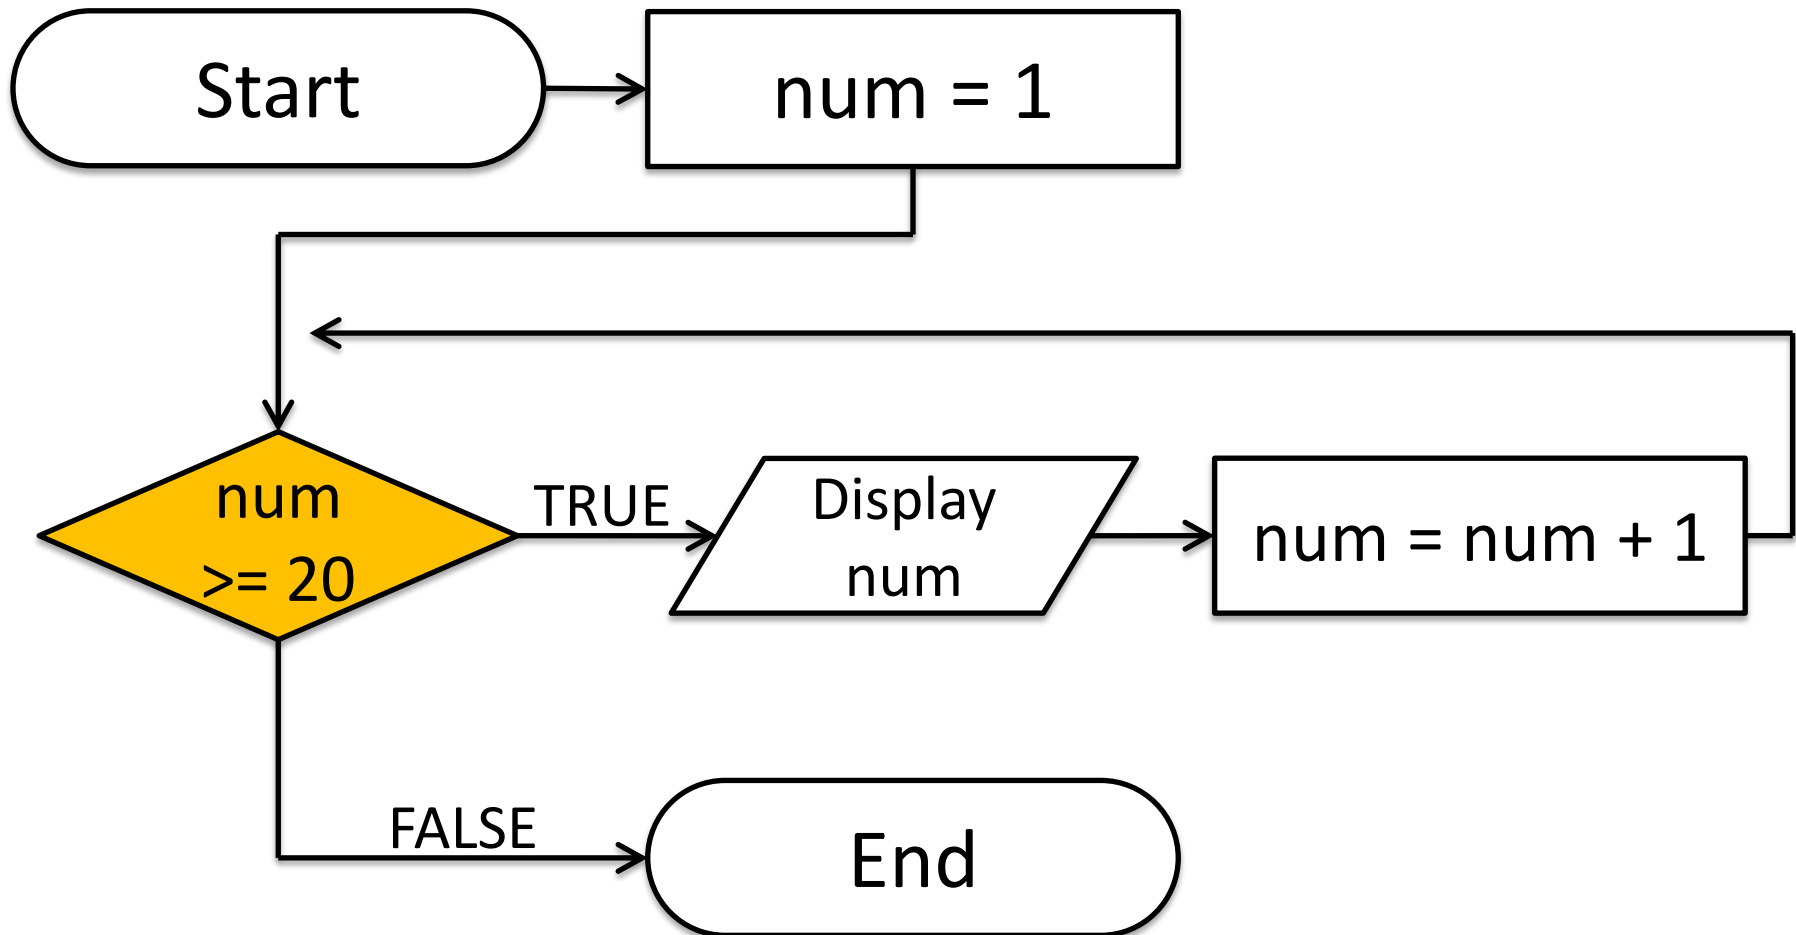 Start
num = 1
num
>= 20
TRUE
Display
num
num = num + 1
FALSE
End